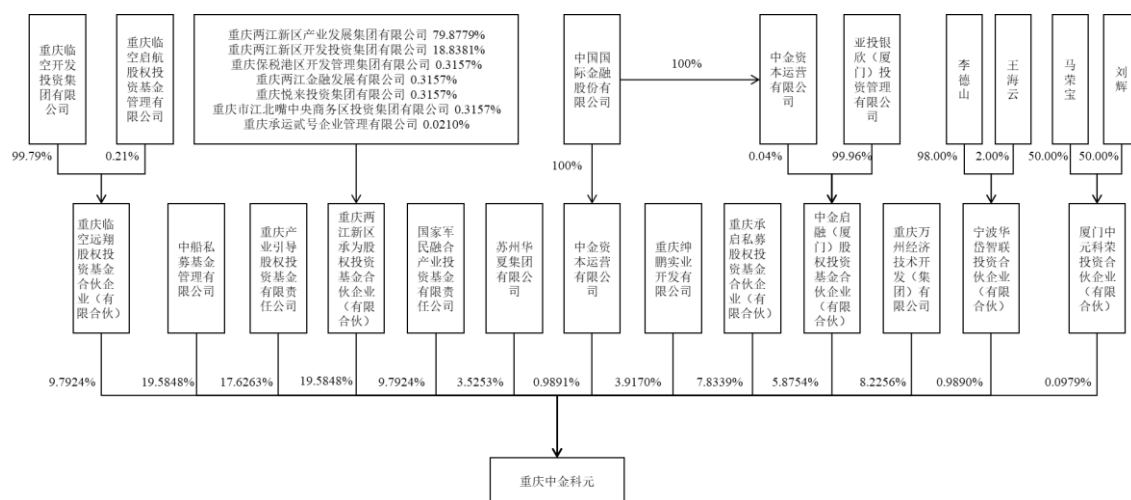 重庆临
空开发
投资集
团有限
公司
重庆临
空启航
股权投
资基金
管理有
限公司
重庆两江新区产业发展集团有限公司 79.8779%
重庆两江新区开发投资集团有限公司 18.8381%
重庆保税港区开发管理集团有限公司 0.3157%
重庆两江金融发展有限公司 0.3157%
重庆悦来投资集团有限公司 0.3157%
重庆市江北嘴中央商务区投资集团有限公司 0.3157%
重庆承运贰号企业管理有限公司 0.0210%
中国国
际金融
股份有
限公司
100%
中金资
本运营
有限公
司
亚投银
欣（厦
门）投
资管理
有限公
司
李
德
山
王
海
云
马
荣
宝
刘
辉
99.79%
0.21%
100%
0.04%
99.96%
98.00%
2.00%
50.00%
50.00%
重庆临
空远翔
股权投
资基金
合伙企
业（有
限合伙）
中船私
募基金
管理有
限公司
重庆产
业引导
股权投
资基金
有限责
任公司
重庆两
江新区
承为股
权投资
基金合
伙企业
（有限
合伙）
国家军
民融合
产业投
资基金
有限责
任公司
苏州华
夏集团
有限公
司
中金资
本运营
有限公
司
重庆绅
鹏实业
开发有
限公司
重庆承
启私募
股权投
资基金
合伙企
业（有
限合伙）
中金启
融（厦
门）股
权投资
基金合
伙企业
（有限
合伙）
重庆万
州经济
技术开
发（集
团）有
限公司
宁波华
岱智联
投资合
伙企业
（有限
合伙）
厦门中
元科荣
投资合
伙企业
（有限
合伙）
9.7924%
19.5848%
17.6263%
19.5848%
9.7924%
3.5253%
0.9891%
3.9170%
7.8339%
5.8754%
8.2256%
0.9890%
0.0979%
重庆中金科元